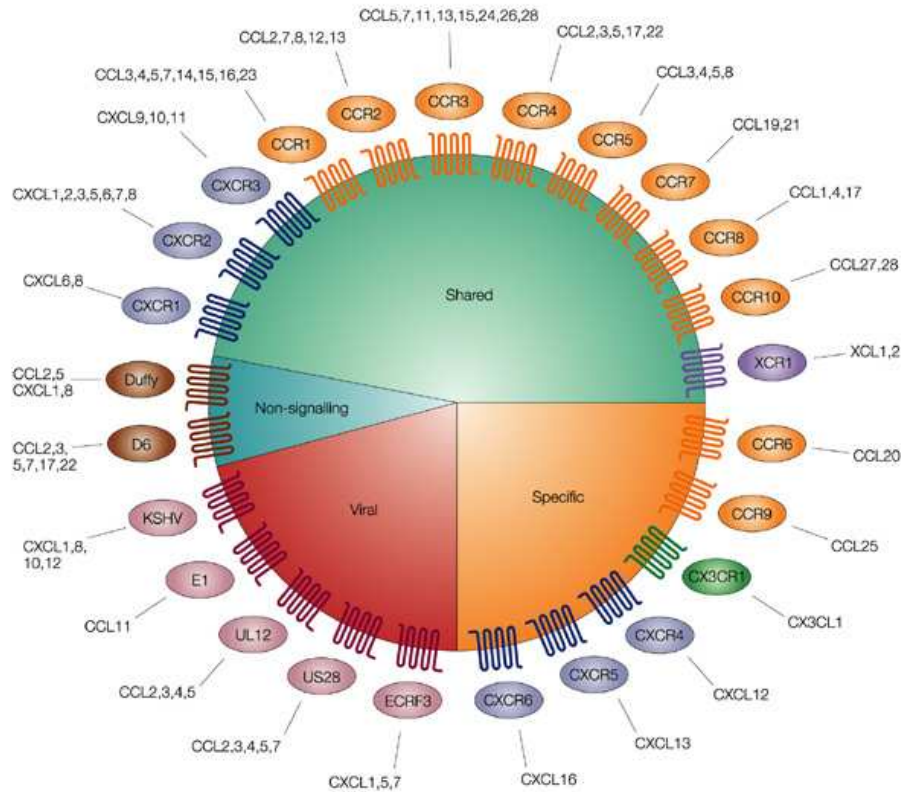 CCL5,7,11,13,15,24,26,28
CCL2,7,8,12,13
CCL2,3,5,17,22
CCL3,4,5,7,14,15,16,23
CCL3,4,5,8
CXCL9,10,11
CCL19,21
CXCL1,2,3,5,6,7,8
CCL1,4,17
CXCL6,8
CCL27,28
CCR3
CCR2
CCR4
CCR1
CCR5
CXCR3
CCR7
CXCR2
CCR8
CXCR1
CCR10
Shared
XCR1
XCL1,2
CCL2,5
CXCL1,8
Duffy
Non-signalling
CCL2,3,
5,7,17,22
D6
CCR6
CCL20
Viral
Specific
KSHV
CXCL1,8,
10,12
CCR9
CCL25
E1
CCL11
CX3CR1
CX3CL1
UL12
CCL2,3,4,5
CXCR4
CXCL12
US28
CCL2,3,4,5,7
CXCR5
CXCL13
ECRF3
CXCL1,5,7
CXCR6
CXCL16